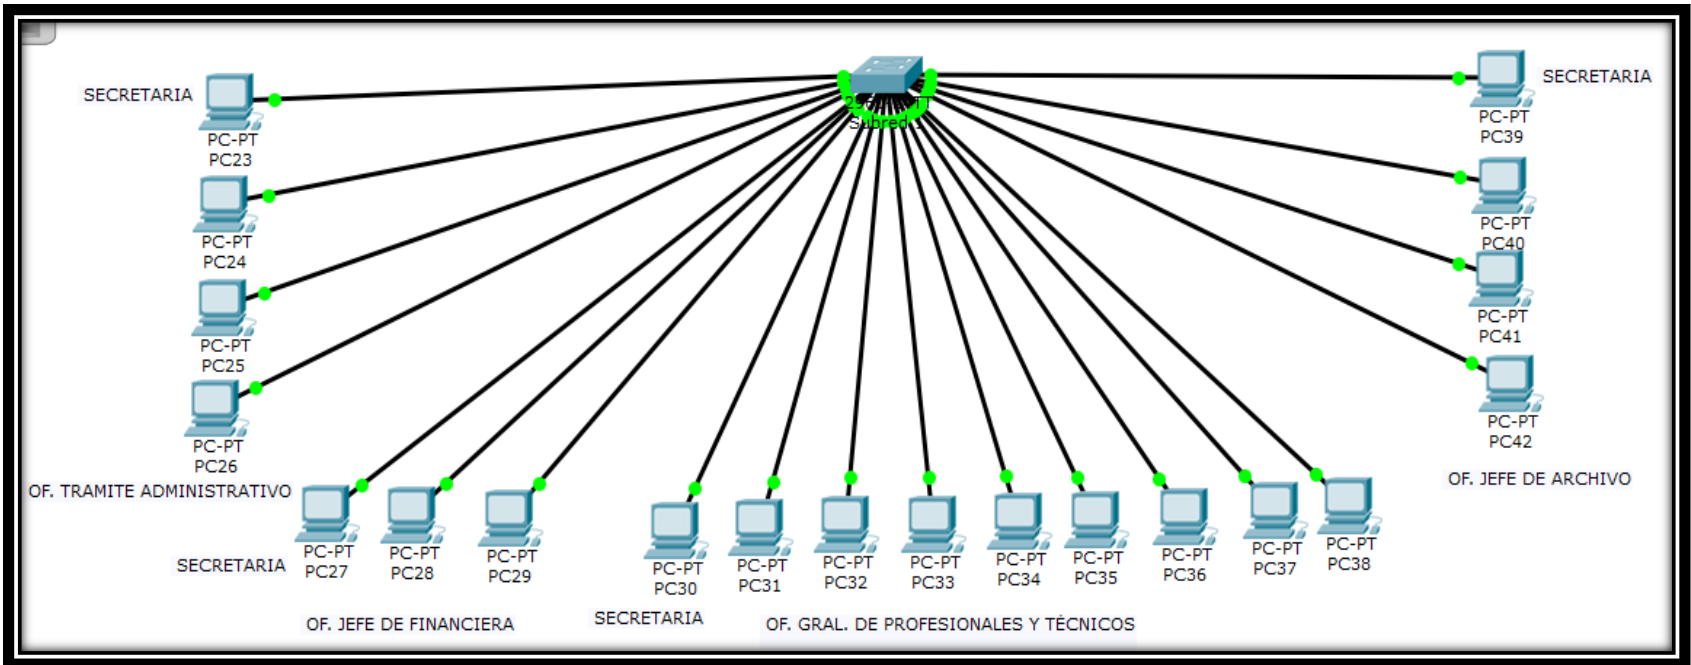 SECRETARIA
PC-PT
PC23
PC-PT
PC24
PC-PT
PC25
PC-PT
PC26
OF. TRAMITE ADMINISTRATIVO
SECRETARIA
PC-PT
PC27
PC-PT
PC28
PC-PT
PC29
OF. JEFE DE FINANCIERA
SECRETARIA
PC-PT
PC30
PC-PT
PC31
PC-PT
PC32
PC-PT
PC33
PC-PT
PC34
PC-PT
PC35
PC-PT
PC36
PC-PT
PC37
PC-PT
PC38
OF. GRAL. DE PROFESIONALES Y TÉCNICOS
Subred
SECRETARIA
PC-PT
PC39
PC-PT
PC40
PC-PT
PC41
PC-PT
PC42
OF. JEFE DE ARCHIVO